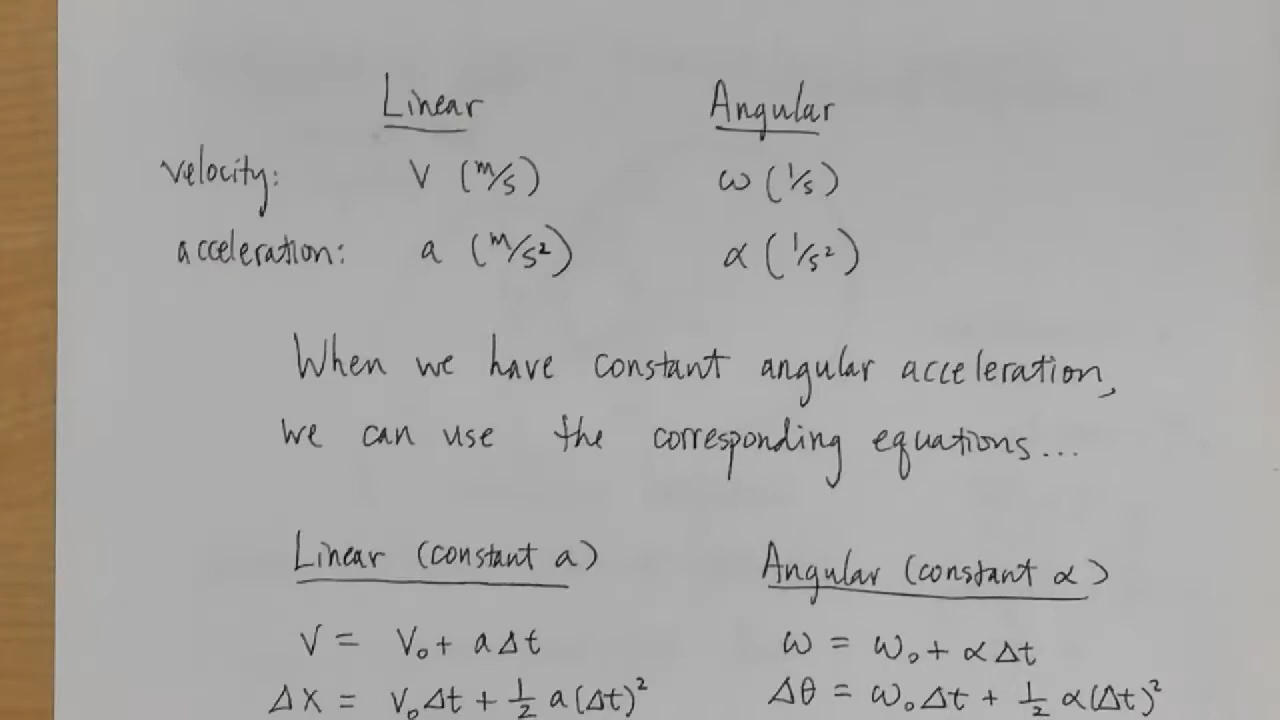 Linear Angular
velocity: v (m/s) ω (1/s)
acceleration: a (m/s²) α (1/s²)
When we have constant angular acceleration,
we can use the corresponding equations...
Linear (constant a) Angular (constant α)
V = V₀ + aΔt ω = ω₀ + αΔt
ΔX = V₀Δt + ½ a(Δt)² Δθ = ω₀Δt + ½ α(Δt)²